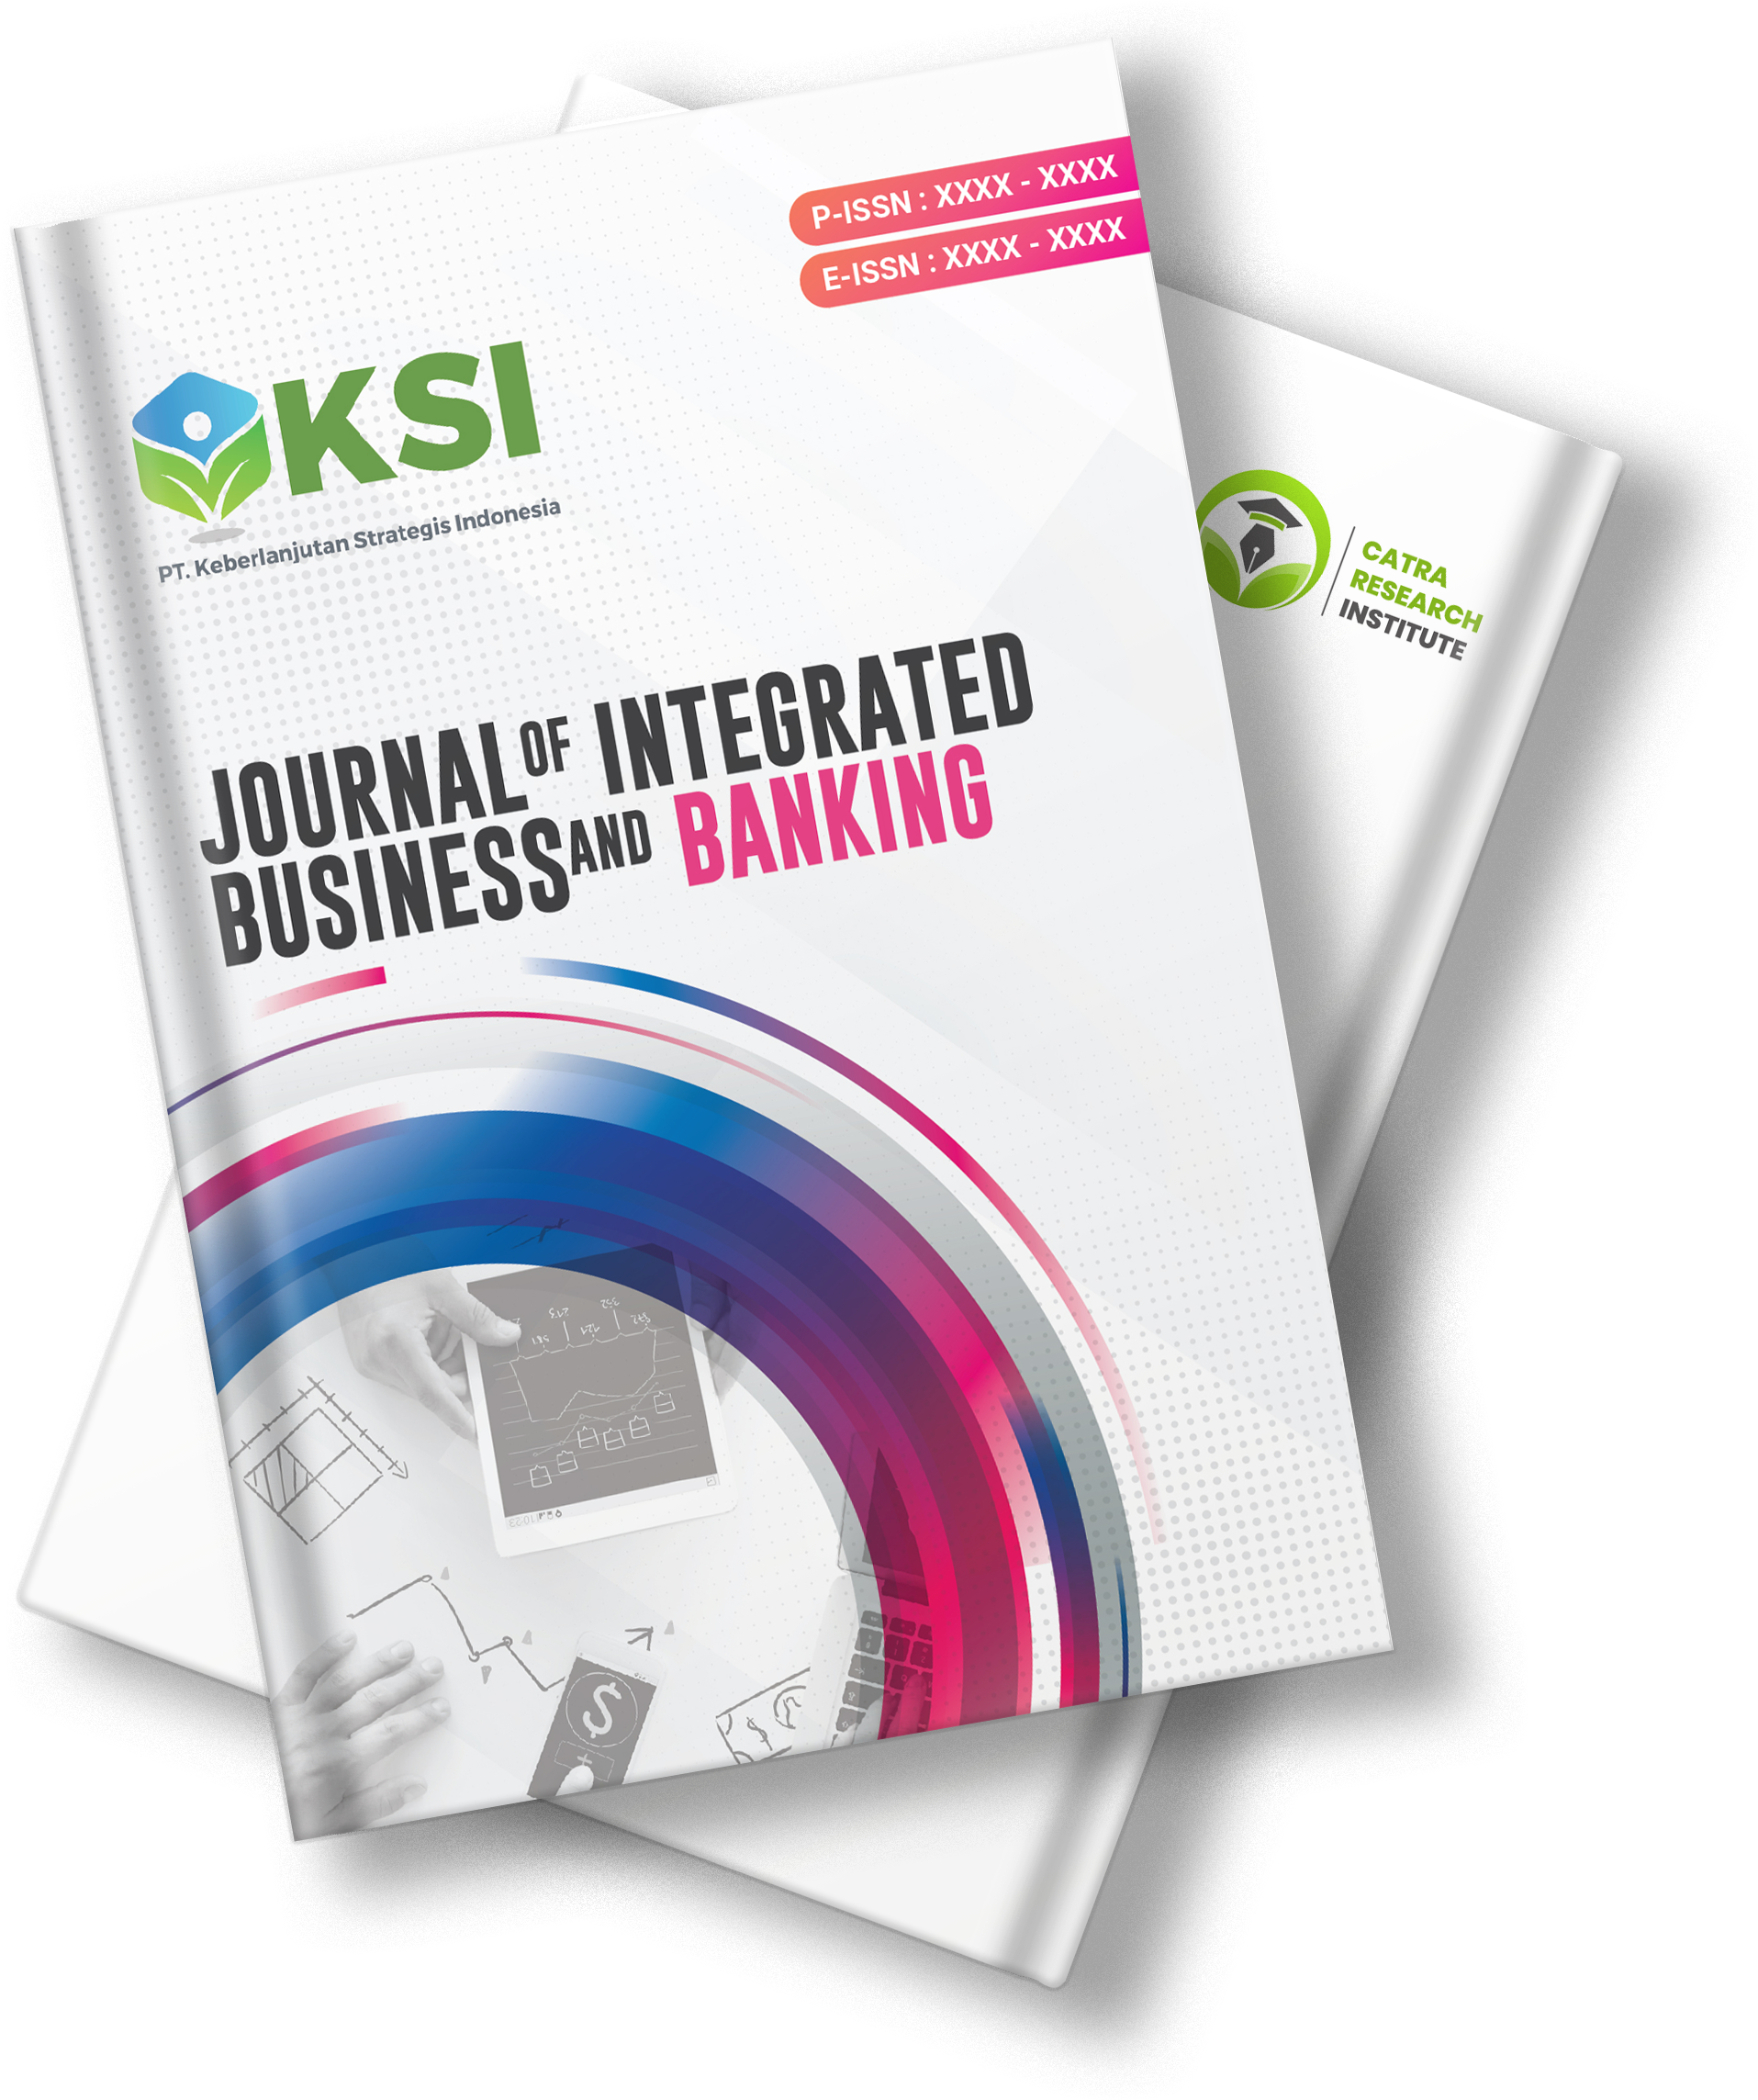 P-ISSN : XXXX - XXXX
E-ISSN : XXXX - XXXX
KSI
PT. Keberlanjutan Strategis Indonesia
JOURNAL OF INTEGRATED
BUSINESS AND BANKING
CATRA
RESEARCH
INSTITUTE
$